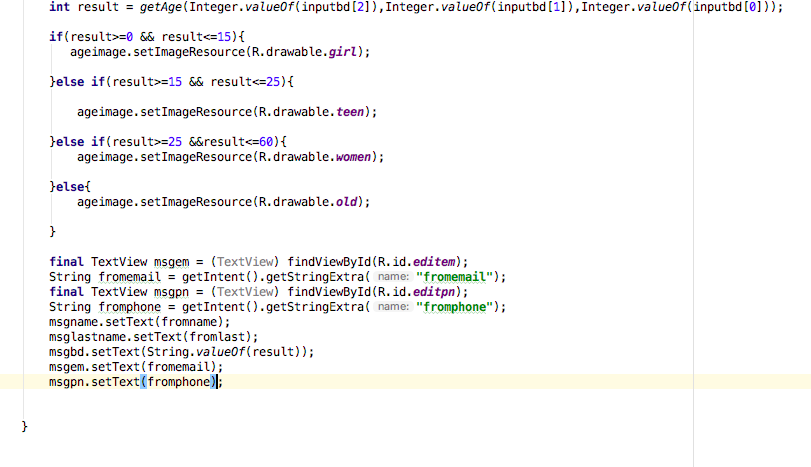 int result = getAge(Integer.valueOf(inputbd[2]),Integer.valueOf(inputbd[1]),Integer.valueOf(inputbd[0]));
if(result>=0 && result<=15){
ageimage.setImageResource(R.drawable.girl);
}else if(result>=15 && result<=25){
ageimage.setImageResource(R.drawable.teen);
}else if(result>=25 &&result<=60){
ageimage.setImageResource(R.drawable.women);
}else{
ageimage.setImageResource(R.drawable.old);
}
final TextView msgem = (TextView) findViewById(R.id.editem);
String fromemail = getIntent().getStringExtra( name: "fromemail");
final TextView msgpn = (TextView) findViewById(R.id.editpn);
String fromphone = getIntent().getStringExtra( name: "fromphone");
msgname.setText(fromname);
msglastname.setText(fromlast);
msgbd.setText(String.valueOf(result));
msgem.setText(fromemail);
msgpn.setText(fromphone);
}